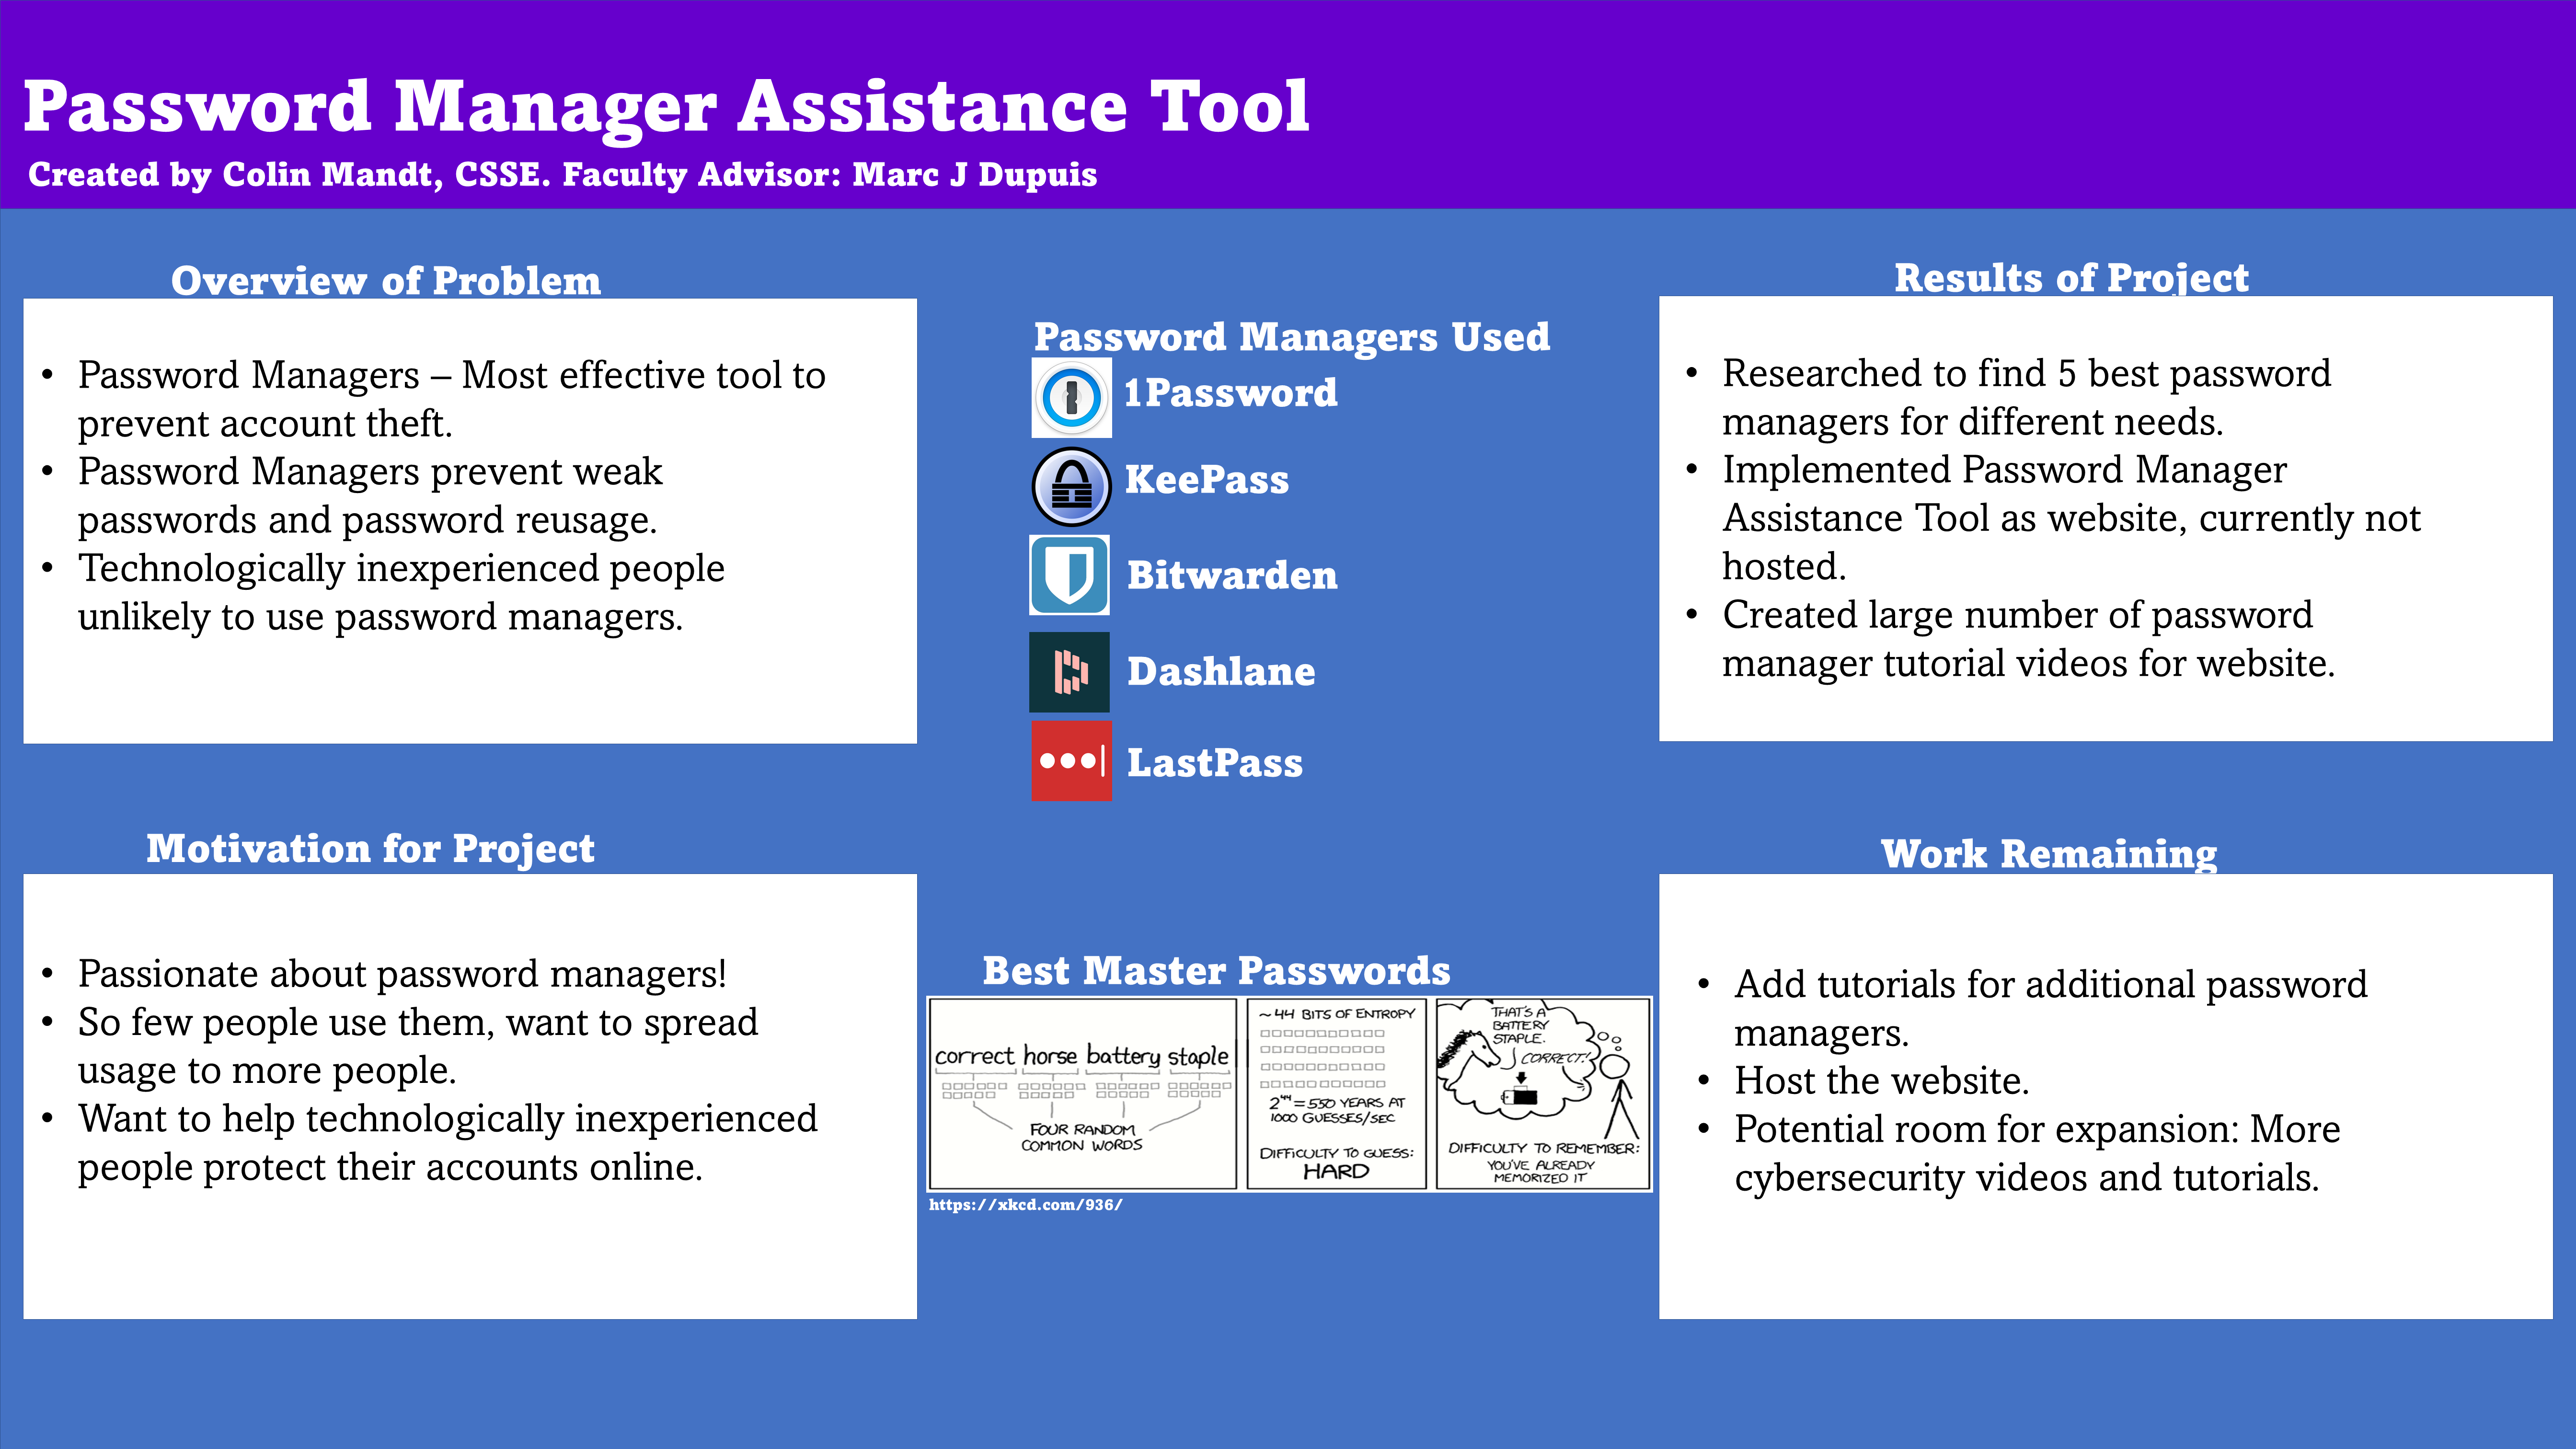 Password Manager Assistance Tool
Created by Colin Mandt, CSSE. Faculty Advisor: Marc J Dupuis
Overview of Problem
• Password Managers – Most effective tool to
prevent account theft.
• Password Managers prevent weak
passwords and password reusage.
• Technologically inexperienced people
unlikely to use password managers.
Motivation for Project
• Passionate about password managers!
• So few people use them, want to spread
usage to more people.
• Want to help technologically inexperienced
people protect their accounts online.
Password Managers Used
1Password
KeePass
Bitwarden
Dashlane
LastPass
Best Master Passwords
correct horse battery staple
FOUR RANDOM
COMMON WORDS
~44 BITS OF ENTROPY
2^44 = 550 YEARS AT
1000 GUESSES/SEC
DIFFICULTY TO GUESS:
HARD
THAT'S A
BATTERY
STAPLE.
CORRECT!
DIFFICULTY TO REMEMBER:
YOU'VE ALREADY
MEMORIZED IT
https://xkcd.com/936/
Results of Project
• Researched to find 5 best password
managers for different needs.
• Implemented Password Manager
Assistance Tool as website, currently not
hosted.
• Created large number of password
manager tutorial videos for website.
Work Remaining
• Add tutorials for additional password
managers.
• Host the website.
• Potential room for expansion: More
cybersecurity videos and tutorials.